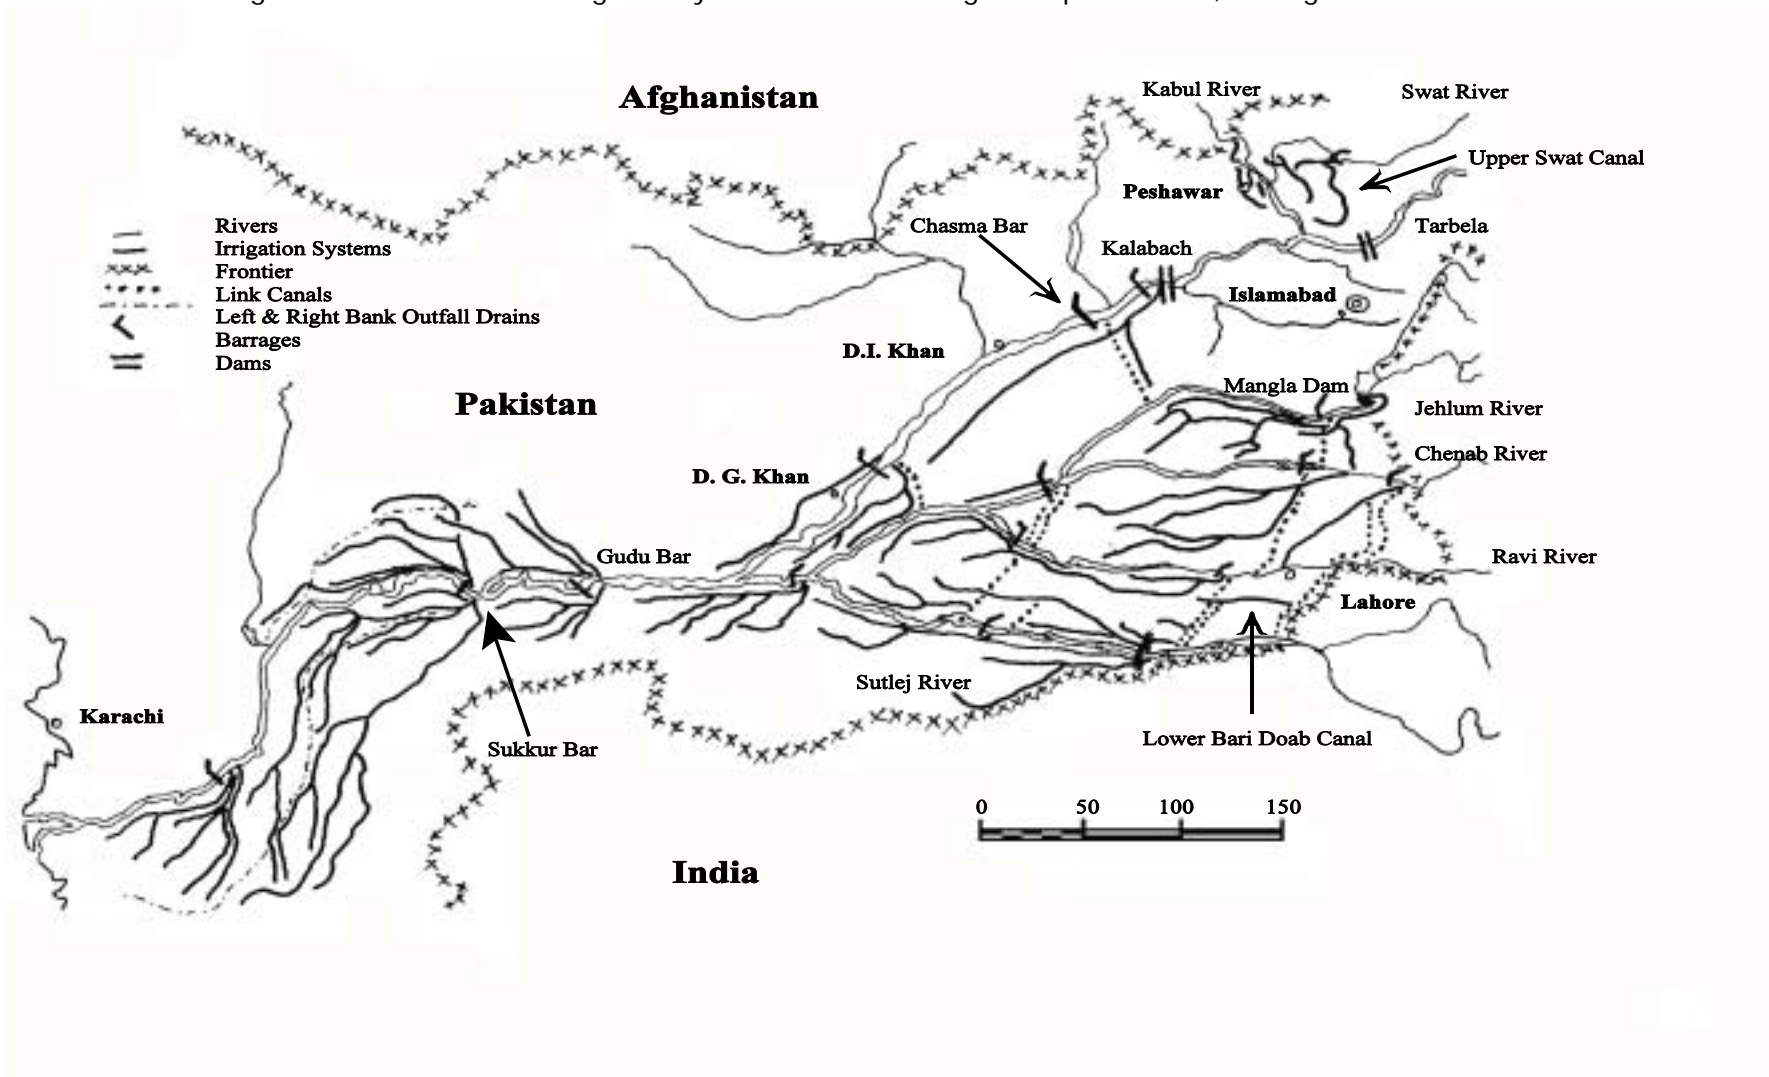 Afghanistan
Kabul River
Swat River
Upper Swat Canal
Peshawar
Chasma Bar
Kalabach
Tarbela
Rivers
Irrigation Systems
Frontier
Link Canals
Left & Right Bank Outfall Drains
Barrages
Dams
Islamabad
D.I. Khan
Pakistan
Mangla Dam
Jehlum River
Chenab River
D. G. Khan
Gudu Bar
Ravi River
Lahore
Sutlej River
Karachi
Sukkur Bar
Lower Bari Doab Canal
0 50 100 150
India